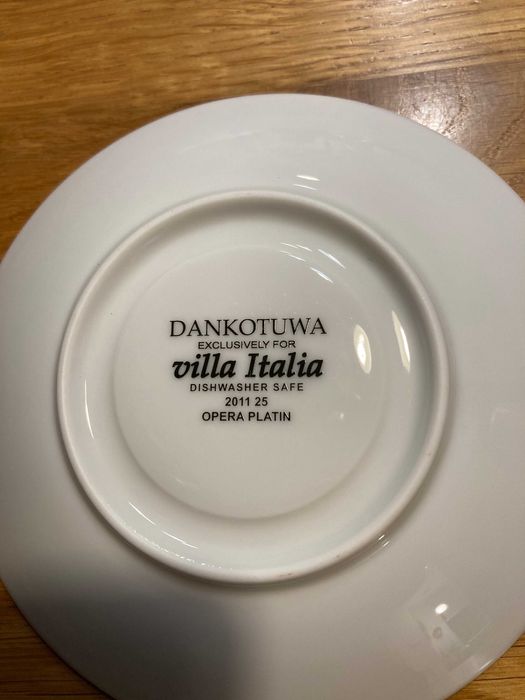 DANKOTUWA
EXCLUSIVELY FOR
villa Italia
DISHWASHER SAFE
2011 25
OPERA PLATIN